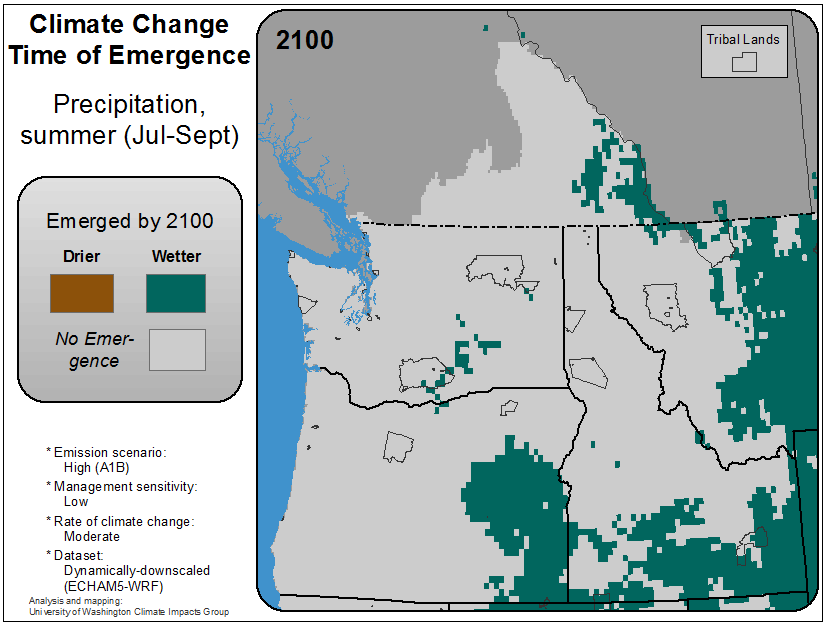 Climate Change
Time of Emergence
Precipitation,
summer (Jul-Sept)
Emerged by 2100
Drier
Wetter
No Emer-
gence
* Emission scenario:
High (A1B)
* Management sensitivity:
Low
* Rate of climate change:
Moderate
* Dataset:
Dynamically-downscaled
(ECHAM5-WRF)
Analysis and mapping:
University of Washington Climate Impacts Group
2100
Tribal Lands